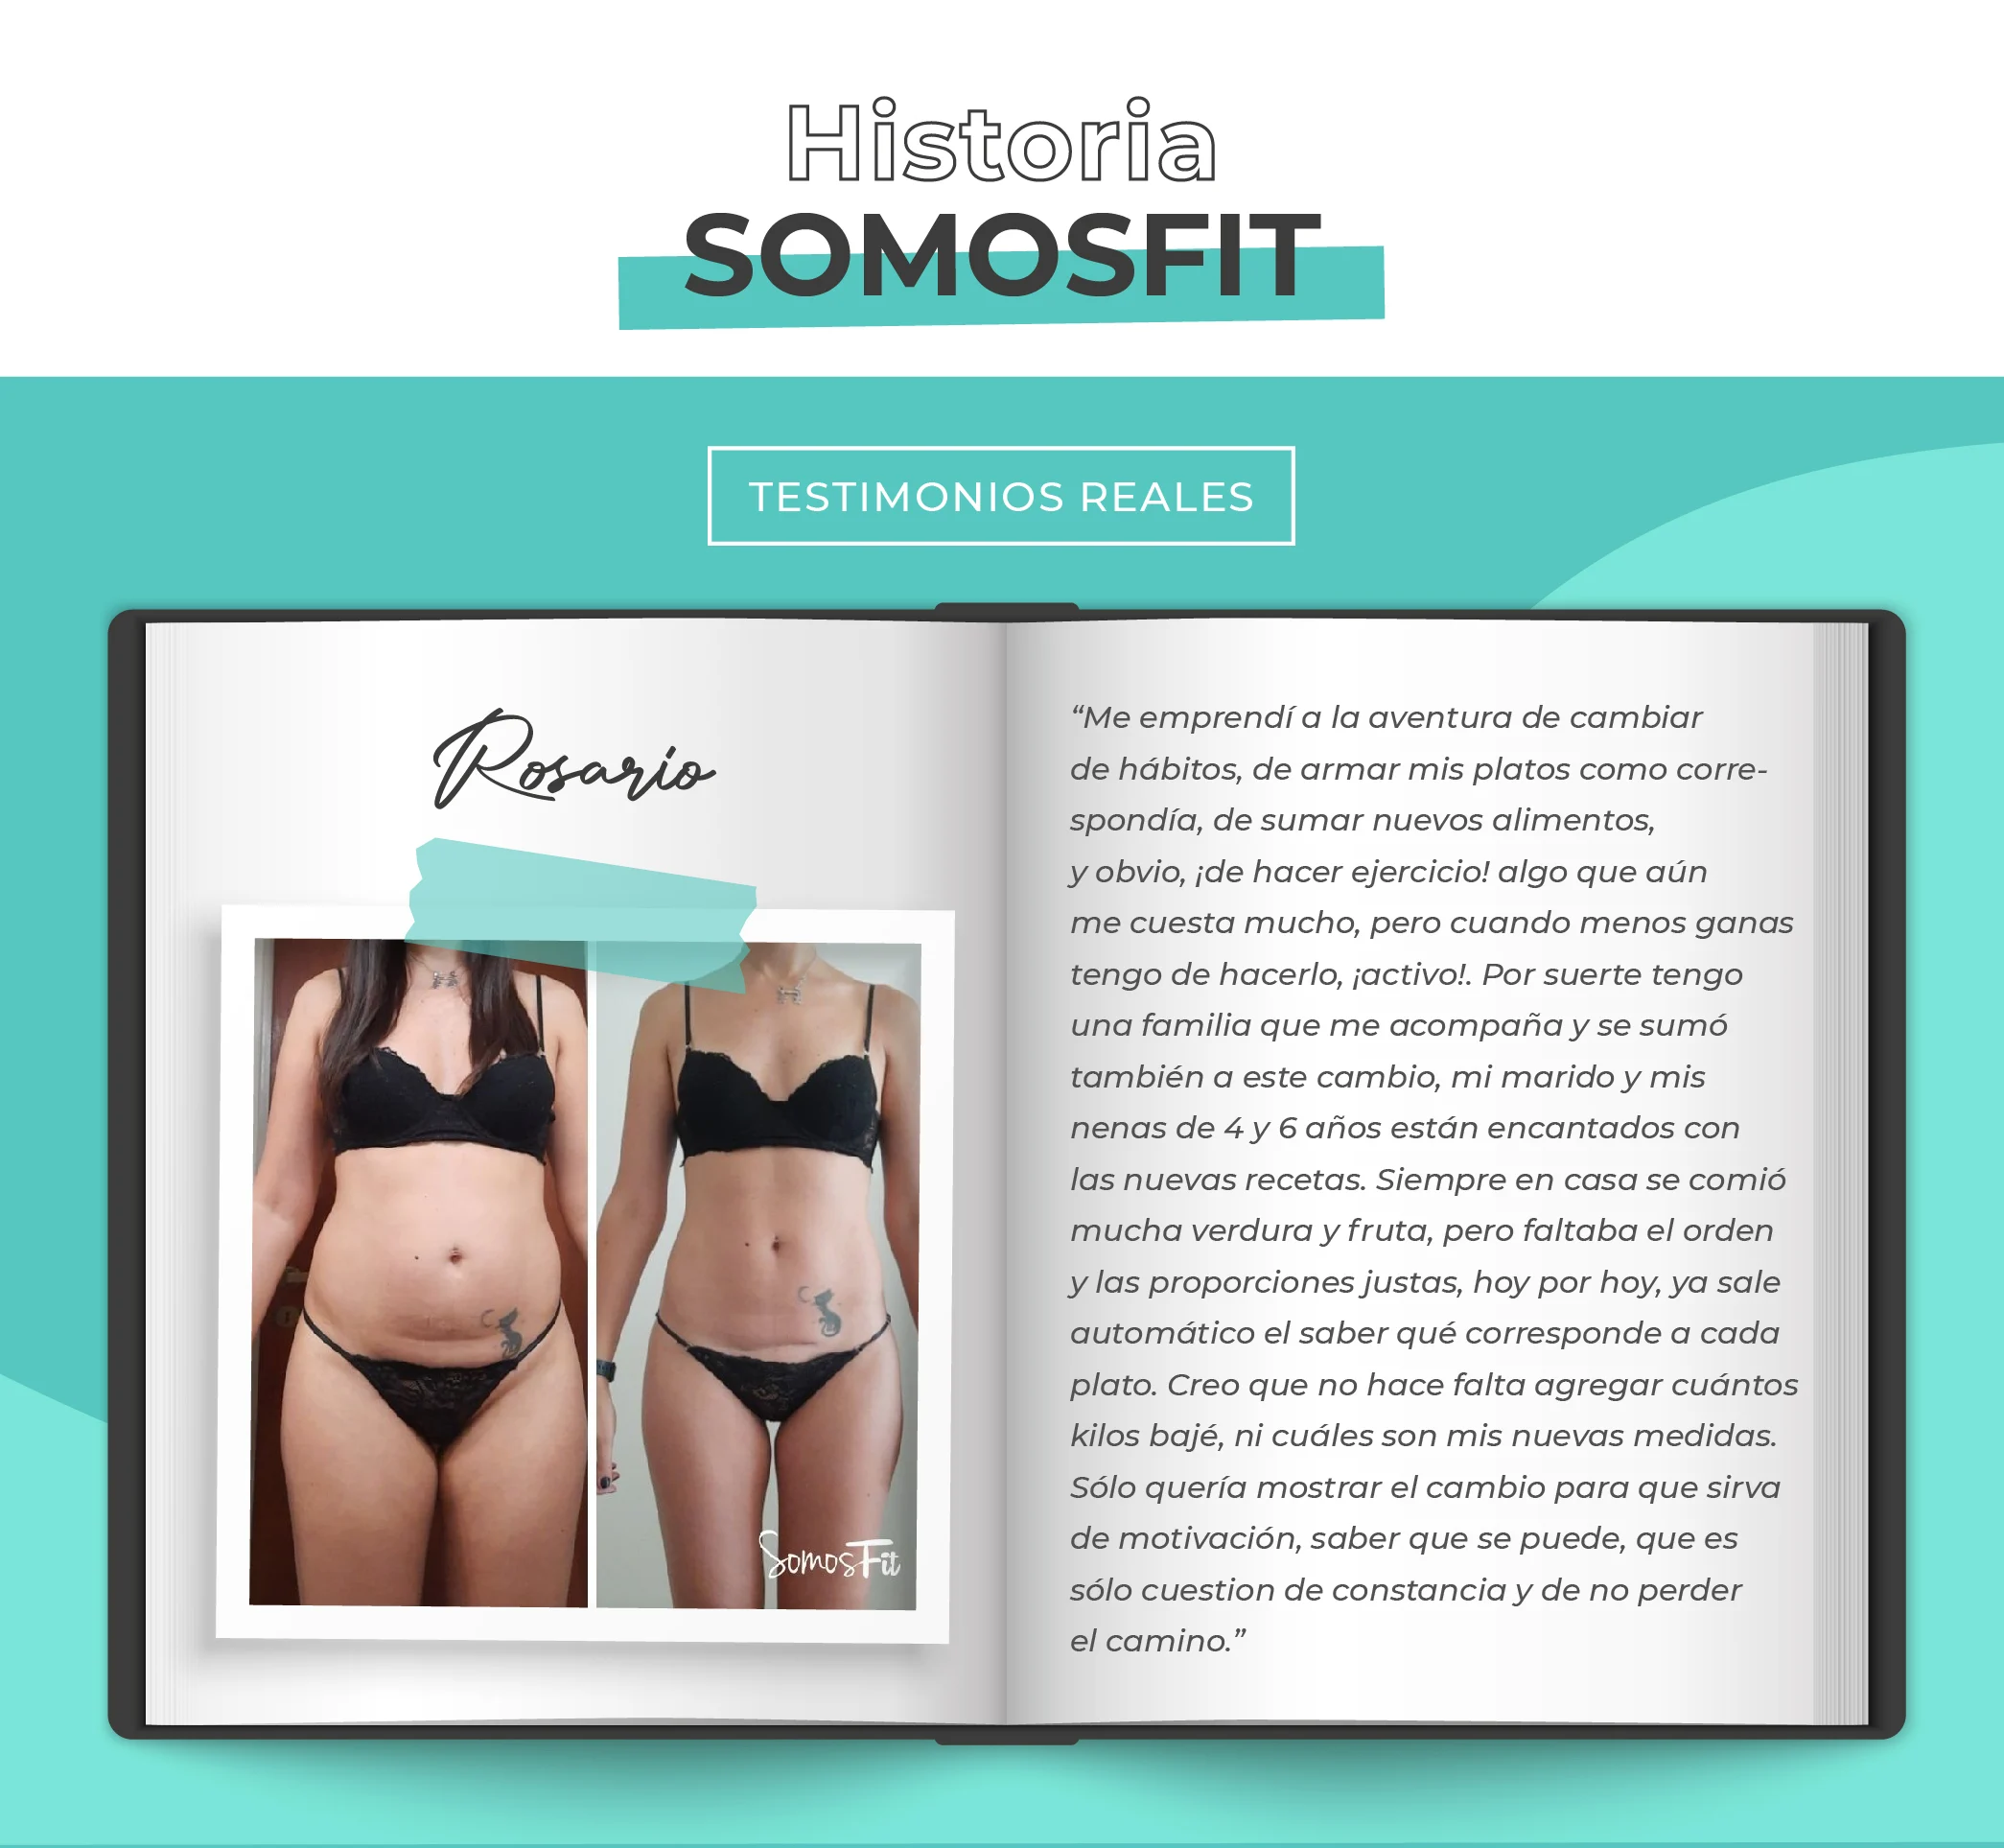 Historia
SOMOSFIT
TESTIMONIOS REALES
Rosario
SomosFit
“Me emprendí a la aventura de cambiar
de hábitos, de armar mis platos como corre-
spondía, de sumar nuevos alimentos,
y obvio, ¡de hacer ejercicio! algo que aún
me cuesta mucho, pero cuando menos ganas
tengo de hacerlo, ¡activo!. Por suerte tengo
una familia que me acompaña y se sumó
también a este cambio, mi marido y mis
nenas de 4 y 6 años están encantados con
las nuevas recetas. Siempre en casa se comió
mucha verdura y fruta, pero faltaba el orden
y las proporciones justas, hoy por hoy, ya sale
automático el saber qué corresponde a cada
plato. Creo que no hace falta agregar cuántos
kilos bajé, ni cuáles son mis nuevas medidas.
Sólo quería mostrar el cambio para que sirva
de motivación, saber que se puede, que es
sólo cuestion de constancia y de no perder
el camino.”